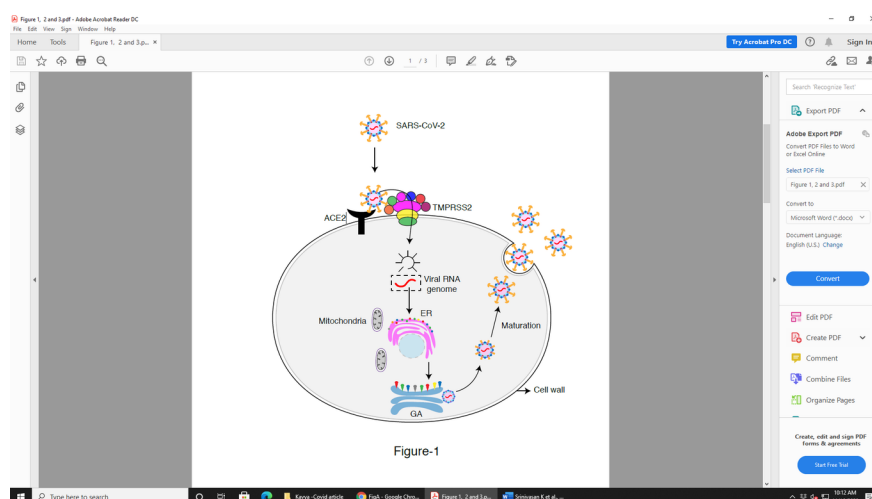 Figure 1, 2 and 3.pdf - Adobe Acrobat Reader DC
File Edit View Sign Window Help
Home Tools Figure 1, 2 and 3.p... ×
Try Acrobat Pro DC
Sign In
1 / 3
Search 'Recognize Text'
Export PDF
Adobe Export PDF
Convert PDF Files to Word
or Excel Online
Select PDF File
Figure 1, 2 and 3.pdf
Convert to
Microsoft Word (*.docx)
Document Language:
English (U.S.) Change
Convert
Edit PDF
Create PDF
Comment
Combine Files
Organize Pages
Create, edit and sign PDF
forms & agreements
Start Free Trial
SARS-CoV-2
ACE2
TMPRSS2
Viral RNA
genome
ER
Mitochondria
Maturation
Cell wall
GA
Figure-1
Type here to search
Kavya -Covid article
FigA - Google Chro...
Figure 1, 2 and 3.p...
Srinivasan K et al., ...
10:12 AM